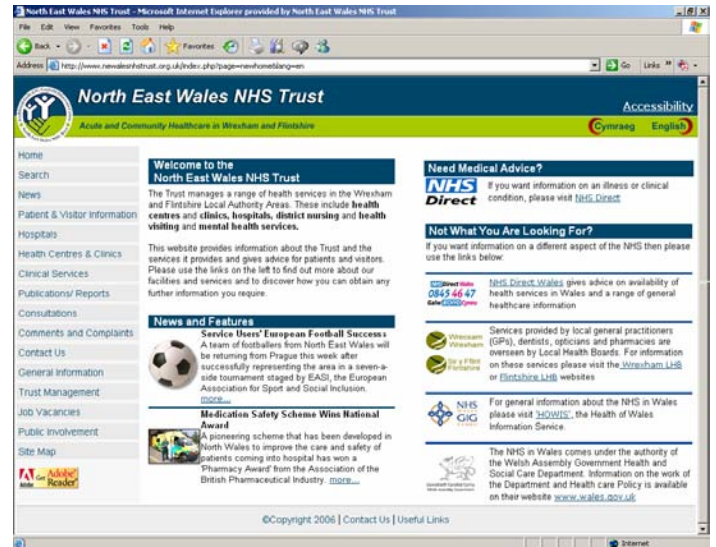 North East Wales NHS Trust - Microsoft Internet Explorer provided by North East Wales NHS Trust
File Edit View Favorites Tools Help
Back Favorites
Address http://www.newalesnhstrust.org.uk/index.php?page=newhome&lang=en Go Links
North East Wales NHS Trust
Acute and Community Healthcare in Wrexham and Flintshire
Accessibility
Cymraeg English
Home
Search
News
Patient & Visitor Information
Hospitals
Health Centres & Clinics
Clinical Services
Publications/ Reports
Consultations
Comments and Complaints
Contact Us
General Information
Trust Management
Job Vacancies
Public Involvement
Site Map
Get Adobe
Reader
Adobe
Welcome to the
North East Wales NHS Trust
The Trust manages a range of health services in the Wrexham
and Flintshire Local Authority Areas. These include health
centres and clinics, hospitals, district nursing and health
visiting and mental health services.
This website provides information about the Trust and the
services it provides and gives advice for patients and visitors.
Please use the links on the left to find out more about our
facilities and services and to discover how you can obtain any
further information you require.
News and Features
Service Users' European Football Success
A team of footballers from North East Wales will
be returning from Prague this week after
successfully representing the area in a seven-a-
side tournament staged by EASI, the European
Association for Sport and Social Inclusion.
more...
Medication Safety Scheme Wins National
Award
A pioneering scheme that has been developed in
North Wales to improve the care and safety of
patients coming into hospital has won a
'Pharmacy Award' from the Association of the
British Pharmaceutical Industry. more...
Need Medical Advice?
NHS
Direct
If you want information on an illness or clinical
condition, please visit NHS Direct
Not What You Are Looking For?
If you want information on a different aspect of the NHS then please
use the links below:
NHS Direct Wales
0845 46 47
Galw Cymru
NHS Direct Wales gives advice on availability of
health services in Wales and a range of general
healthcare information
Wrecsam
Wrexham
Sir y Fflint
Flintshire
Services provided by local general practitioners
(GPs), dentists, opticians and pharmacies are
overseen by Local Health Boards. For information
on these services please visit the Wrexham LHB
or Flintshire LHB websites
NHS
GIG
For general information about the NHS in Wales
please visit 'HOWIS', the Health of Wales
Information Service.
The NHS in Wales comes under the authority of
the Welsh Assembly Government Health and
Social Care Department. Information on the work of
the Department and Health care Policy is available
on their website www.wales.gov.uk
©Copyright 2006 | Contact Us | Useful Links
Internet